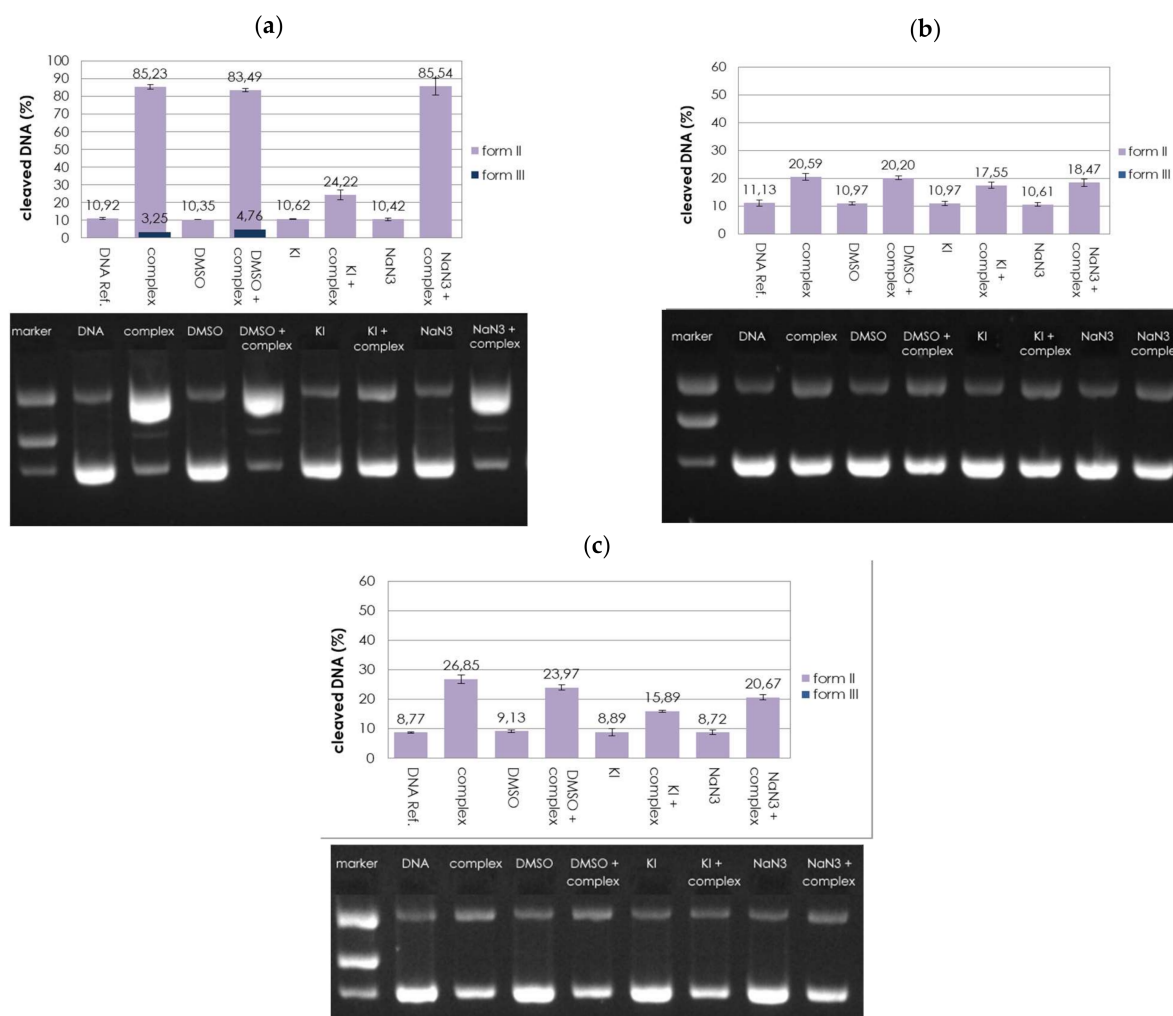 (a)
cleaved DNA (%)
100
90
80
70
60
50
40
30
20
10
0
10,92
85,23
3,25
10,35
83,49
4,76
10,62
24,22
10,42
85,54
form II
form III
DNA Ref.
complex
DMSO
DMSO +
complex
KI
KI +
complex
NaN3
NaN3 +
complex
marker
DNA
complex
DMSO
DMSO +
complex
KI
KI +
complex
NaN3
NaN3 +
complex
(b)
cleaved DNA (%)
60
50
40
30
20
10
0
11,13
20,59
10,97
20,20
10,97
17,55
10,61
18,47
form II
form III
DNA Ref.
complex
DMSO
DMSO +
complex
KI
KI +
complex
NaN3
NaN3 +
complex
marker
DNA
complex
DMSO
DMSO +
complex
KI
KI +
complex
NaN3
NaN3
complex
(c)
cleaved DNA (%)
60
50
40
30
20
10
0
8,77
26,85
9,13
23,97
8,89
15,89
8,72
20,67
form II
form III
DNA Ref.
complex
DMSO
DMSO +
complex
KI
KI +
complex
NaN3
NaN3 +
complex
marker
DNA
complex
DMSO
DMSO +
complex
KI
KI +
complex
NaN3
NaN3 +
complex